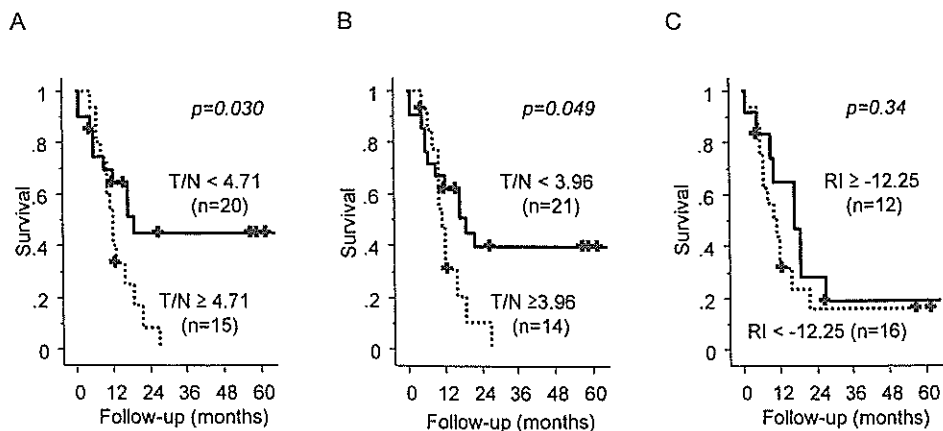 A
B
C
p=0.030
p=0.049
p=0.34
1
.8
.6
.4
.2
0
Survival
T/N < 4.71
(n=20)
T/N ≥ 4.71
(n=15)
0 12 24 36 48 60
Follow-up (months)
1
.8
.6
.4
.2
0
Survival
T/N < 3.96
(n=21)
T/N ≥3.96
(n=14)
0 12 24 36 48 60
Follow-up (months)
1
.8
.6
.4
.2
0
Survival
RI ≥ -12.25
(n=12)
RI < -12.25 (n=16)
0 12 24 36 48 60
Follow-up (months)